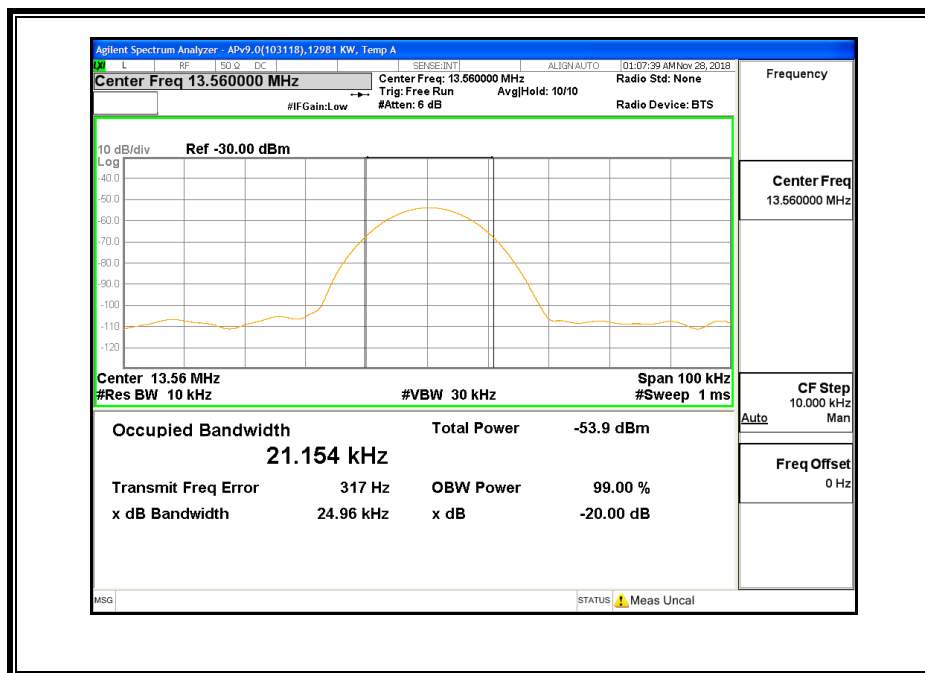 Agilent Spectrum Analyzer - APv9.0(103118),12981 KW, Temp A
LXI L RF 50 Ω DC SENSE:INT ALIGN AUTO 01:07:39 AM Nov 28, 2018
Center Freq 13.560000 MHz
Center Freq: 13.560000 MHz
Radio Std: None
Trig: Free Run Avg|Hold: 10/10
#IFGain:Low
#Atten: 6 dB
Radio Device: BTS
10 dB/div Ref -30.00 dBm
Log
-40.0
-50.0
-60.0
-70.0
-80.0
-90.0
-100
-110
-120
Center 13.56 MHz Span 100 kHz
#Res BW 10 kHz #VBW 30 kHz #Sweep 1 ms
Occupied Bandwidth Total Power -53.9 dBm
21.154 kHz
Transmit Freq Error 317 Hz OBW Power 99.00 %
x dB Bandwidth 24.96 kHz x dB -20.00 dB
MSG STATUS Meas Uncal
Frequency
Center Freq
13.560000 MHz
CF Step
10.000 kHz
Auto Man
Freq Offset
0 Hz